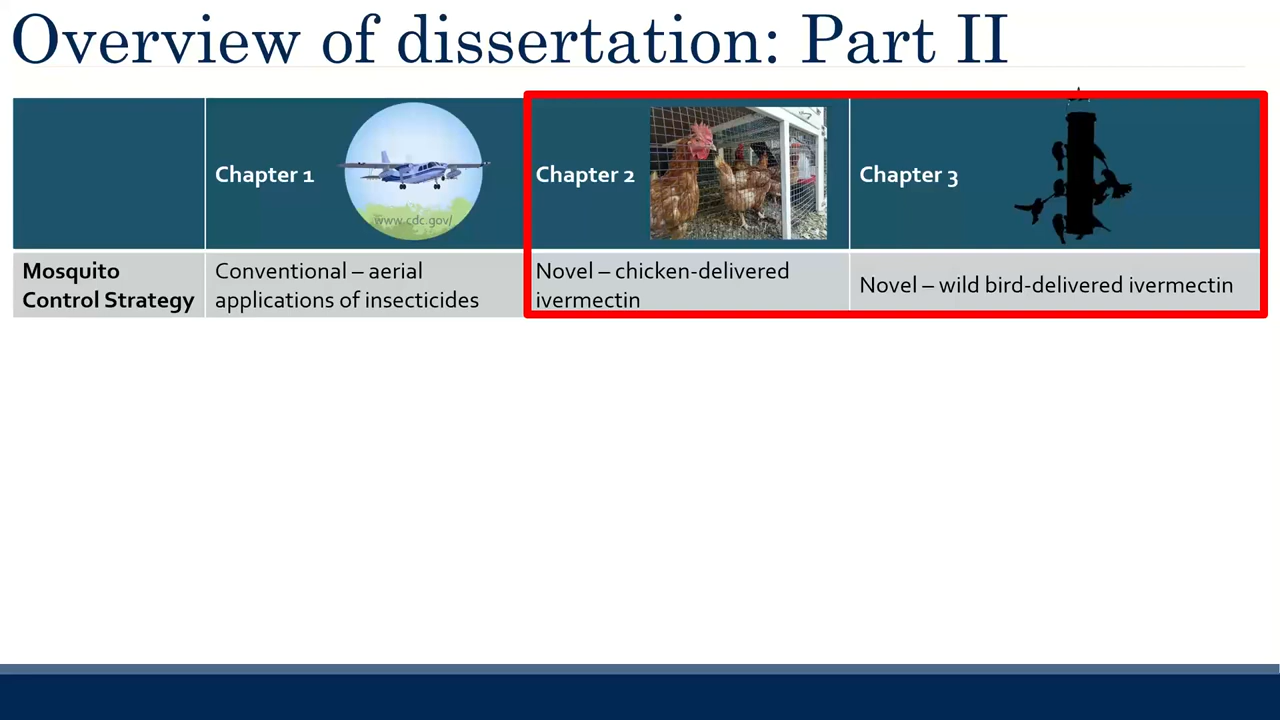 Overview of dissertation: Part II
Chapter 1
www.cdc.gov/
Chapter 2
Chapter 3
Mosquito
Control Strategy
Conventional – aerial
applications of insecticides
Novel – chicken-delivered
ivermectin
Novel – wild bird-delivered ivermectin